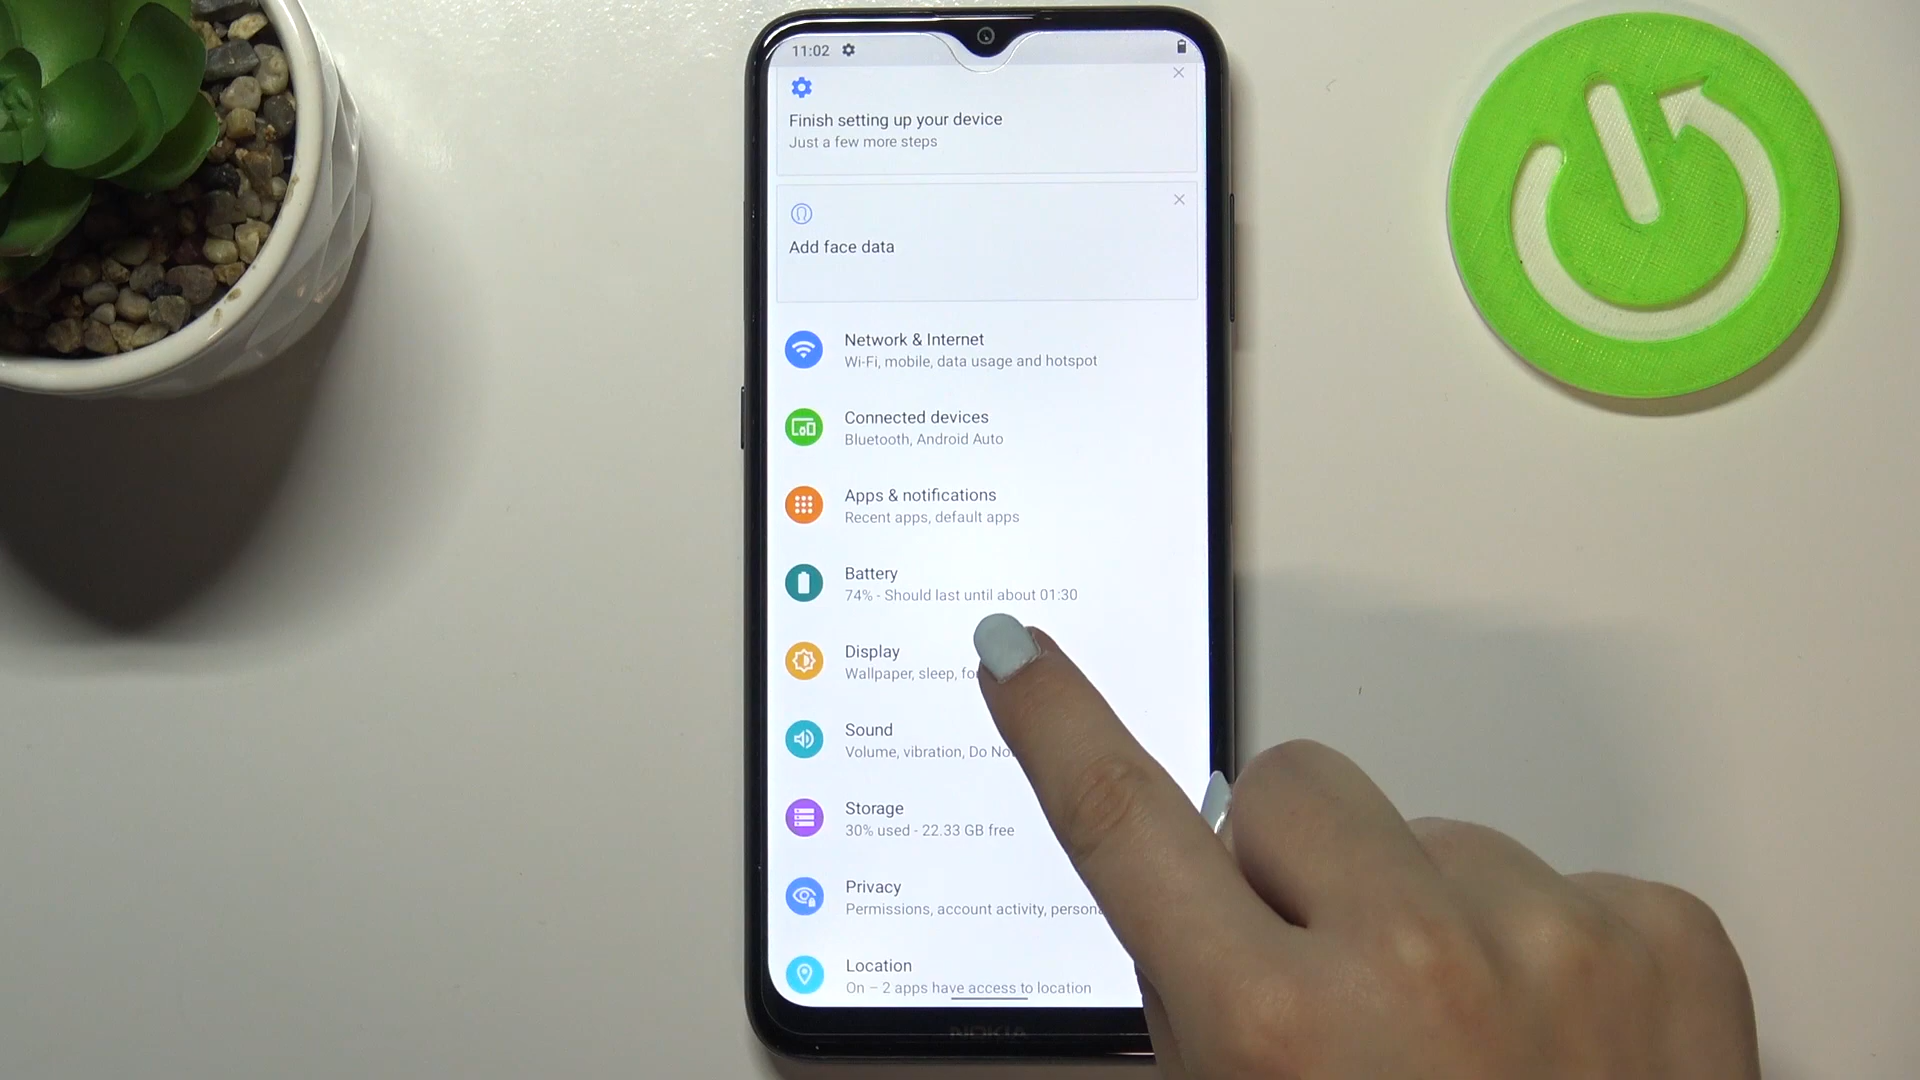 11:02
Finish setting up your device
Just a few more steps
Add face data
Network & Internet
Wi-Fi, mobile, data usage and hotspot
Connected devices
Bluetooth, Android Auto
Apps & notifications
Recent apps, default apps
Battery
74% - Should last until about 01:30
Display
Wallpaper, sleep,
Sound
Volume, vibration, Do
Storage
30% used - 22.33 GB free
Privacy
Permissions, account activity,
Location
On – 2 apps have access to location
NOKIA